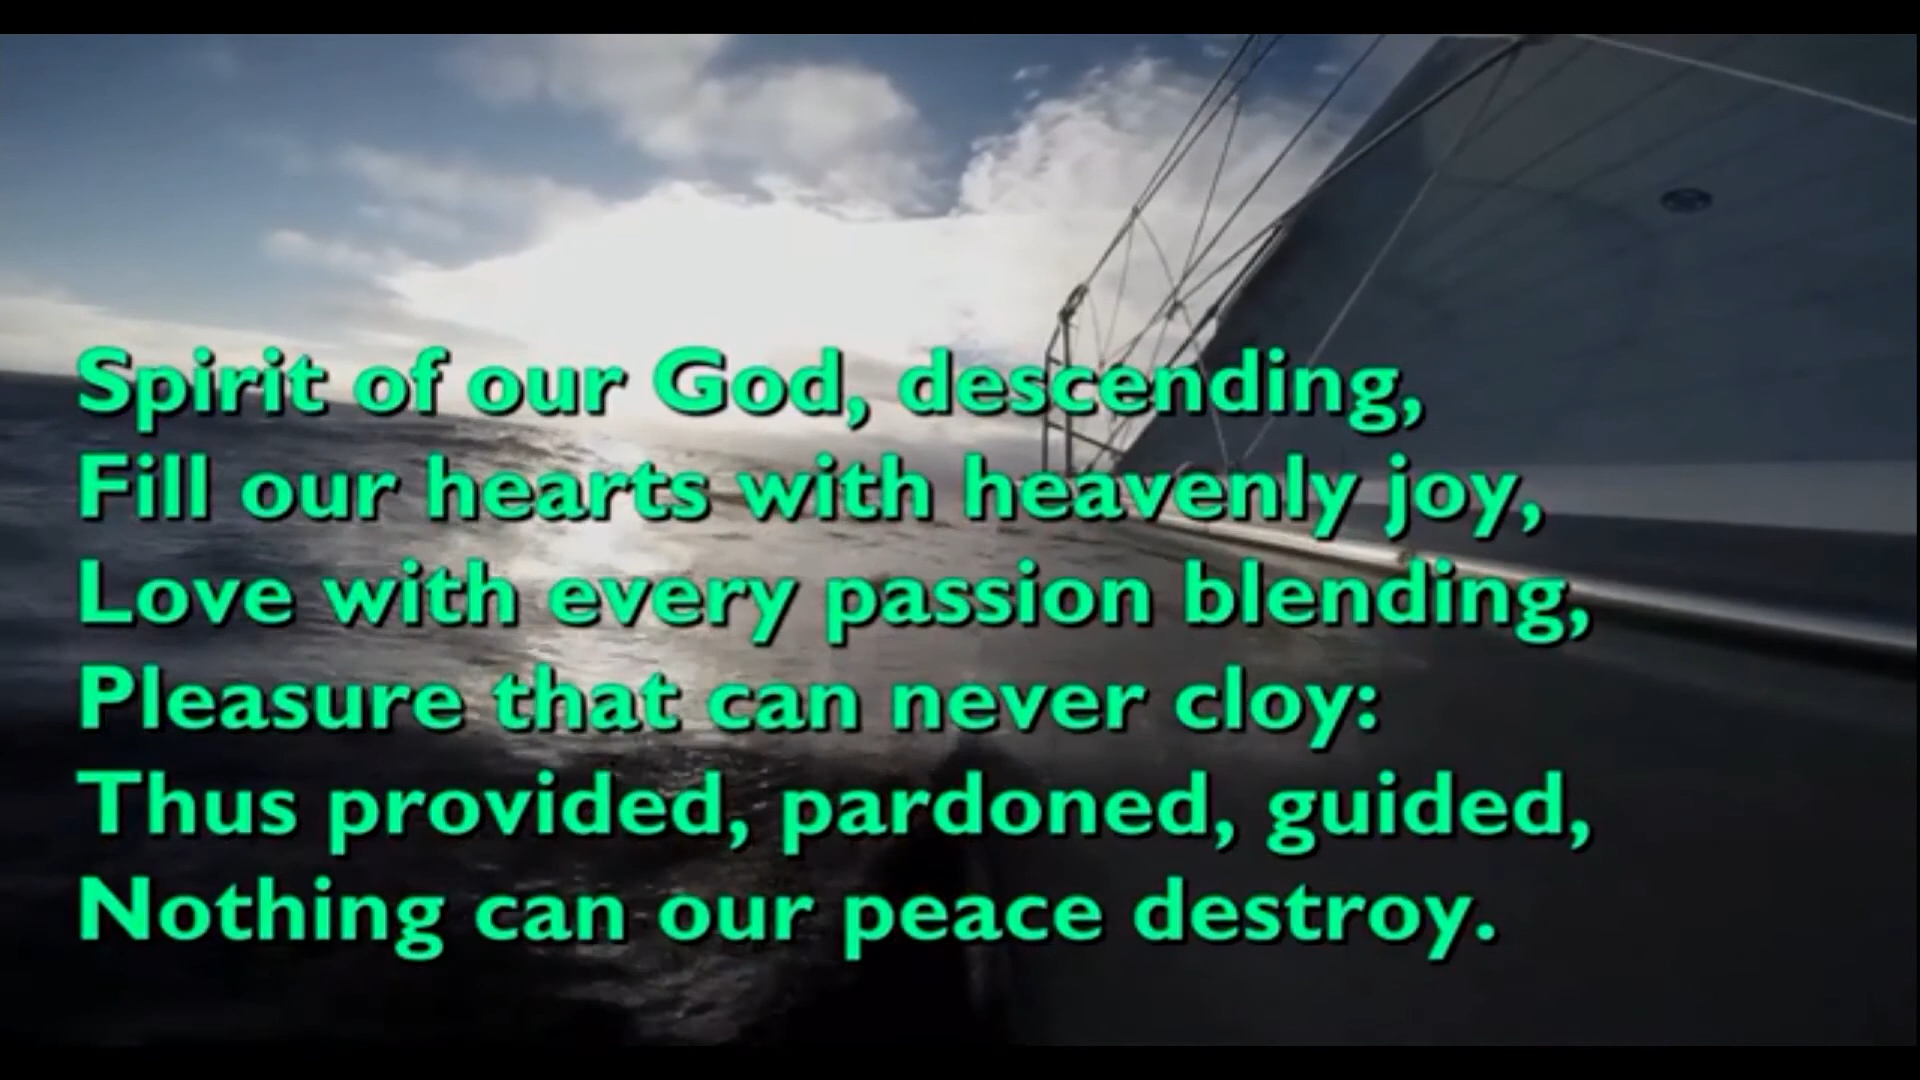 Spirit of our God, descending,
Fill our hearts with heavenly joy,
Love with every passion blending,
Pleasure that can never cloy:
Thus provided, pardoned, guided,
Nothing can our peace destroy.